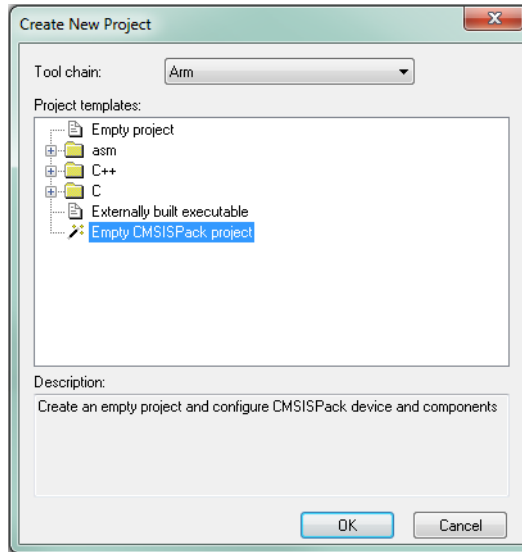 Create New Project
Tool chain: Arm
Project templates:
Empty project
asm
C++
C
Externally built executable
Empty CMSISPack project
Description:
Create an empty project and configure CMSISPack device and components
OK Cancel